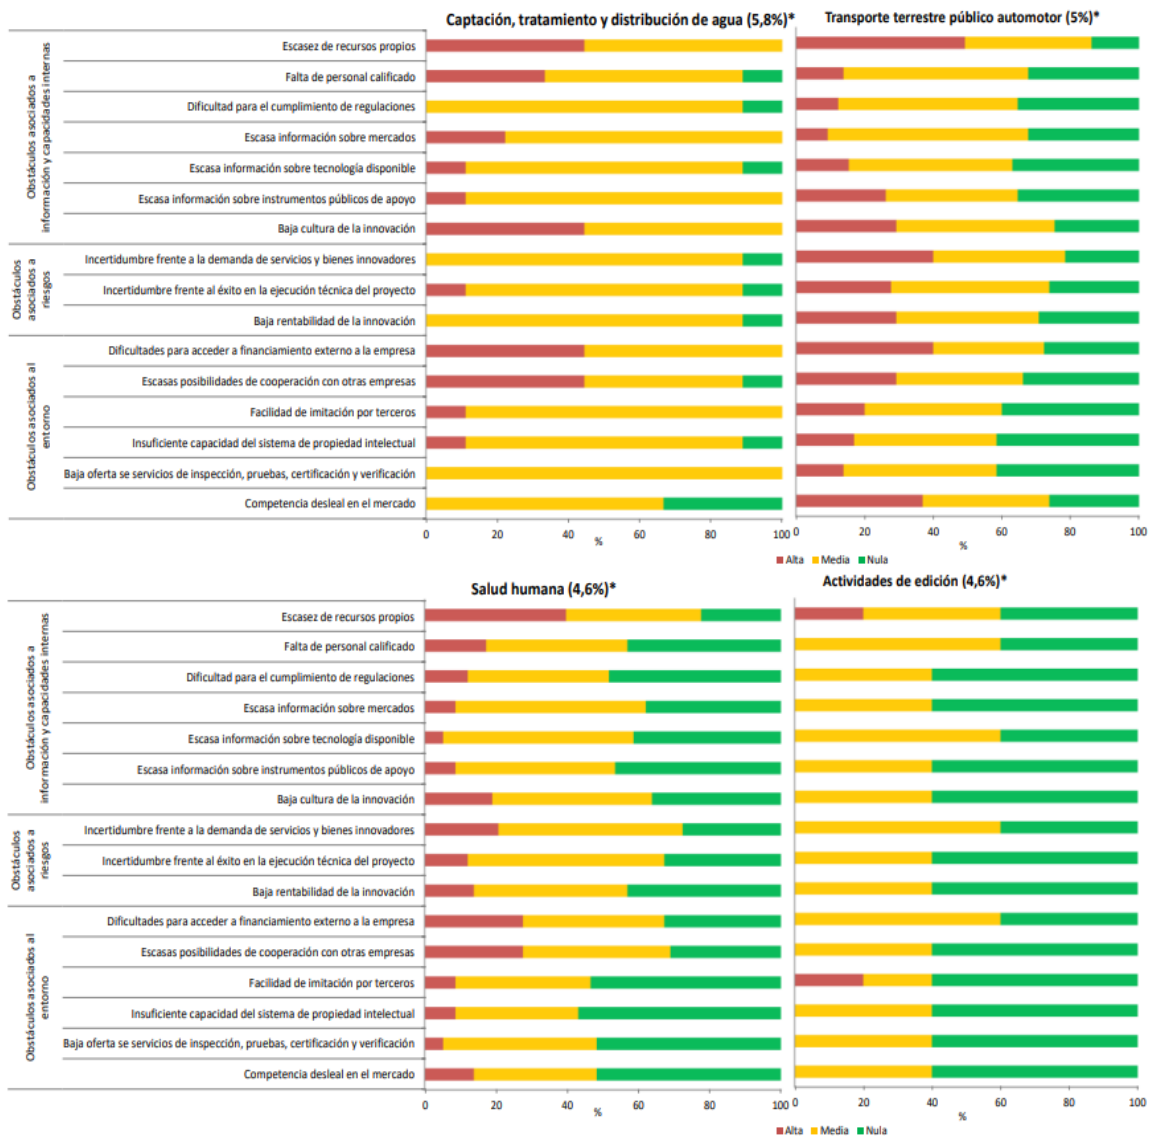 Captación, tratamiento y distribución de agua (5,8%)*
Transporte terrestre público automotor (5%)*
Obstáculos asociados a
información y capacidades internas
Escasez de recursos propios
Falta de personal calificado
Dificultad para el cumplimiento de regulaciones
Escasa información sobre mercados
Escasa información sobre tecnología disponible
Escasa información sobre instrumentos públicos de apoyo
Baja cultura de la innovación
Obstáculos
asociados a
riesgos
Incertidumbre frente a la demanda de servicios y bienes innovadores
Incertidumbre frente al éxito en la ejecución técnica del proyecto
Baja rentabilidad de la innovación
Obstáculos asociados al
entorno
Dificultades para acceder a financiamiento externo a la empresa
Escasas posibilidades de cooperación con otras empresas
Facilidad de imitación por terceros
Insuficiente capacidad del sistema de propiedad intelectual
Baja oferta se servicios de inspección, pruebas, certificación y verificación
Competencia desleal en el mercado
0 20 40 60 80 100
%
0 20 40 60 80 100
%
Alta Media Nula
Salud humana (4,6%)*
Actividades de edición (4,6%)*
Obstáculos asociados a
información y capacidades internas
Escasez de recursos propios
Falta de personal calificado
Dificultad para el cumplimiento de regulaciones
Escasa información sobre mercados
Escasa información sobre tecnología disponible
Escasa información sobre instrumentos públicos de apoyo
Baja cultura de la innovación
Obstáculos
asociados a
riesgos
Incertidumbre frente a la demanda de servicios y bienes innovadores
Incertidumbre frente al éxito en la ejecución técnica del proyecto
Baja rentabilidad de la innovación
Obstáculos asociados al
entorno
Dificultades para acceder a financiamiento externo a la empresa
Escasas posibilidades de cooperación con otras empresas
Facilidad de imitación por terceros
Insuficiente capacidad del sistema de propiedad intelectual
Baja oferta se servicios de inspección, pruebas, certificación y verificación
Competencia desleal en el mercado
0 20 40 60 80 100
%
0 20 40 60 80 100
%
Alta Media Nula